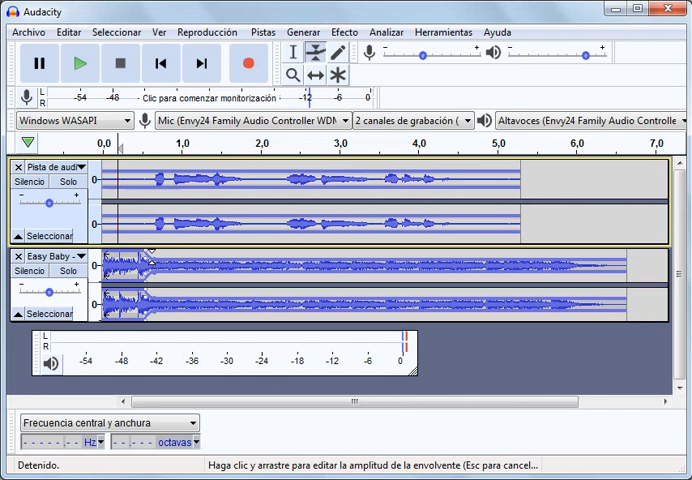 Audacity
Archivo Editar Seleccionar Ver Reproducción Pistas Generar Efecto Analizar Herramientas Ayuda
L
R
-54 -48 Clic para comenzar monitorización -12 -6 0
Windows WASAPI Mic (Envy24 Family Audio Controller WDM 2 canales de grabación ( Altavoces (Envy24 Family Audio Controlle
0,0 1,0 2,0 3,0 4,0 5,0 6,0 7,0
Pista de audi
Silencio Solo
- +
0-
Seleccionar
0-
Easy Baby -
Silencio Solo
0-
- +
0-
Seleccionar
L
R
-54 -48 -42 -36 -30 -24 -18 -12 -6 0
Frecuencia central y anchura
- - - - - . - - Hz - - . - - - octavas
Detenido. Haga clic y arrastre para editar la amplitud de la envolvente (Esc para cancel...